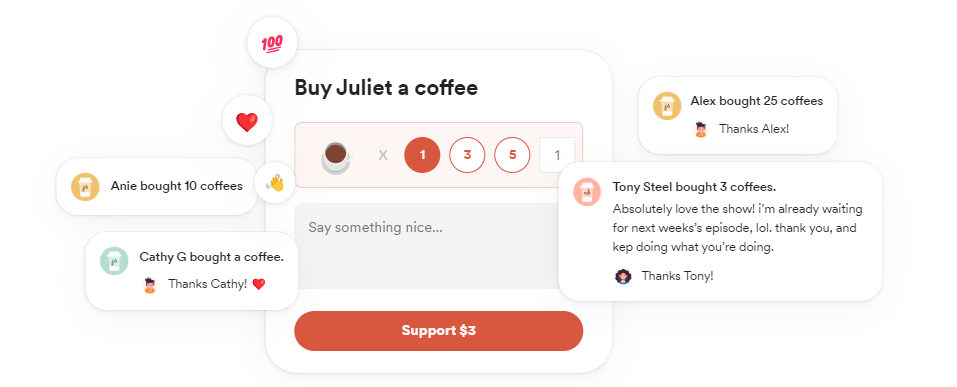 100
Buy Juliet a coffee
X 1 3 5 1
Say something nice...
Support $3
Anie bought 10 coffees
Cathy G bought a coffee.
Thanks Cathy! ❤️
Alex bought 25 coffees
Thanks Alex!
Tony Steel bought 3 coffees.
Absolutely love the show! i'm already waiting
for next weeks's episode, lol. thank you, and
kep doing what you're doing.
Thanks Tony!